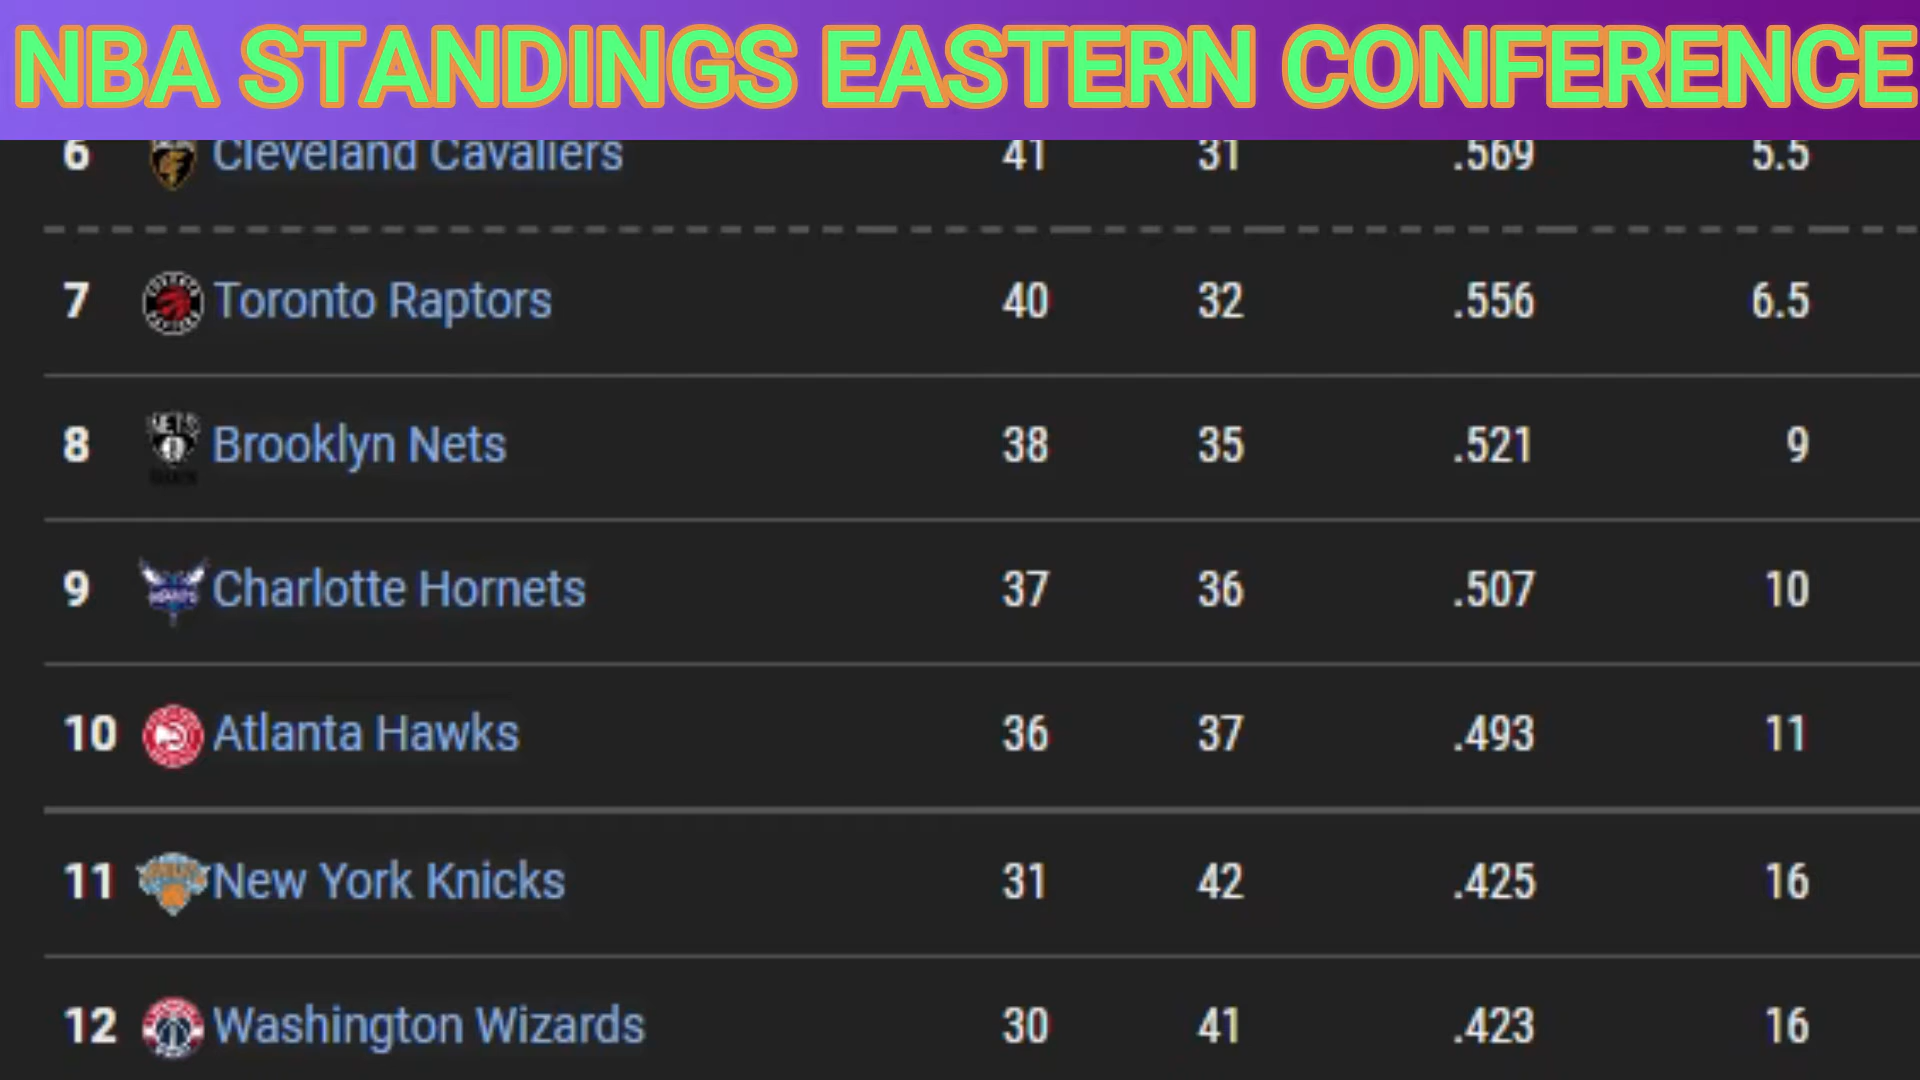 NBA STANDINGS EASTERN CONFERENCE
6 Cleveland Cavaliers 41 31 .569 5.5
7 Toronto Raptors 40 32 .556 6.5
8 NETS Brooklyn Nets 38 35 .521 9
9 Charlotte Hornets 37 36 .507 10
10 Atlanta Hawks 36 37 .493 11
11 New York Knicks 31 42 .425 16
12 Washington Wizards 30 41 .423 16